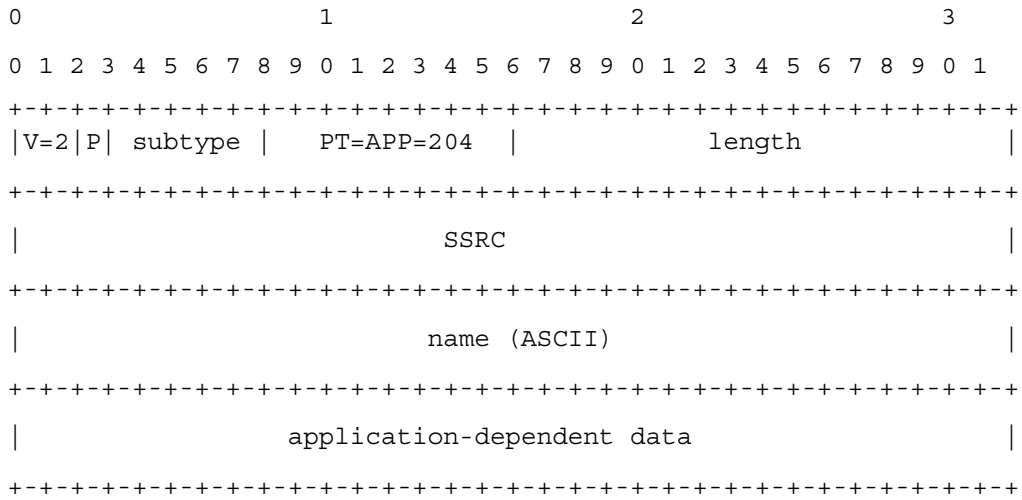 0                   1                   2                   3
0 1 2 3 4 5 6 7 8 9 0 1 2 3 4 5 6 7 8 9 0 1 2 3 4 5 6 7 8 9 0 1
+-+-+-+-+-+-+-+-+-+-+-+-+-+-+-+-+-+-+-+-+-+-+-+-+-+-+-+-+-+-+-+-+
|V=2|P| subtype |   PT=APP=204  |            length             |
+-+-+-+-+-+-+-+-+-+-+-+-+-+-+-+-+-+-+-+-+-+-+-+-+-+-+-+-+-+-+-+-+
|                           SSRC                                |
+-+-+-+-+-+-+-+-+-+-+-+-+-+-+-+-+-+-+-+-+-+-+-+-+-+-+-+-+-+-+-+-+
|                          name (ASCII)                         |
+-+-+-+-+-+-+-+-+-+-+-+-+-+-+-+-+-+-+-+-+-+-+-+-+-+-+-+-+-+-+-+-+
|                 application-dependent data                    |
+-+-+-+-+-+-+-+-+-+-+-+-+-+-+-+-+-+-+-+-+-+-+-+-+-+-+-+-+-+-+-+-+